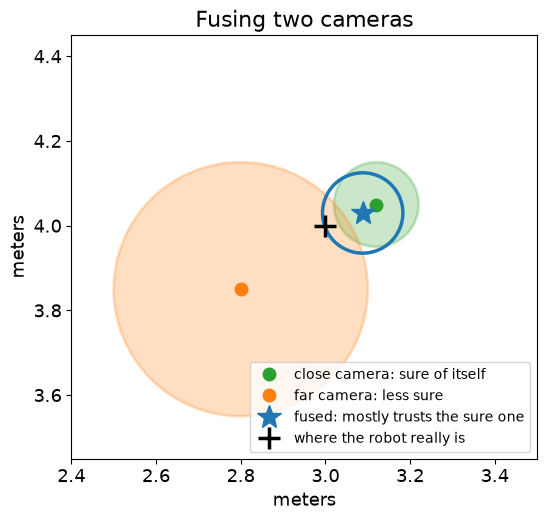 Fusing two cameras
4.4
4.2
4.0
3.8
3.6
meters
close camera: sure of itself
far camera: less sure
fused: mostly trusts the sure one
where the robot really is
2.4 2.6 2.8 3.0 3.2 3.4
meters